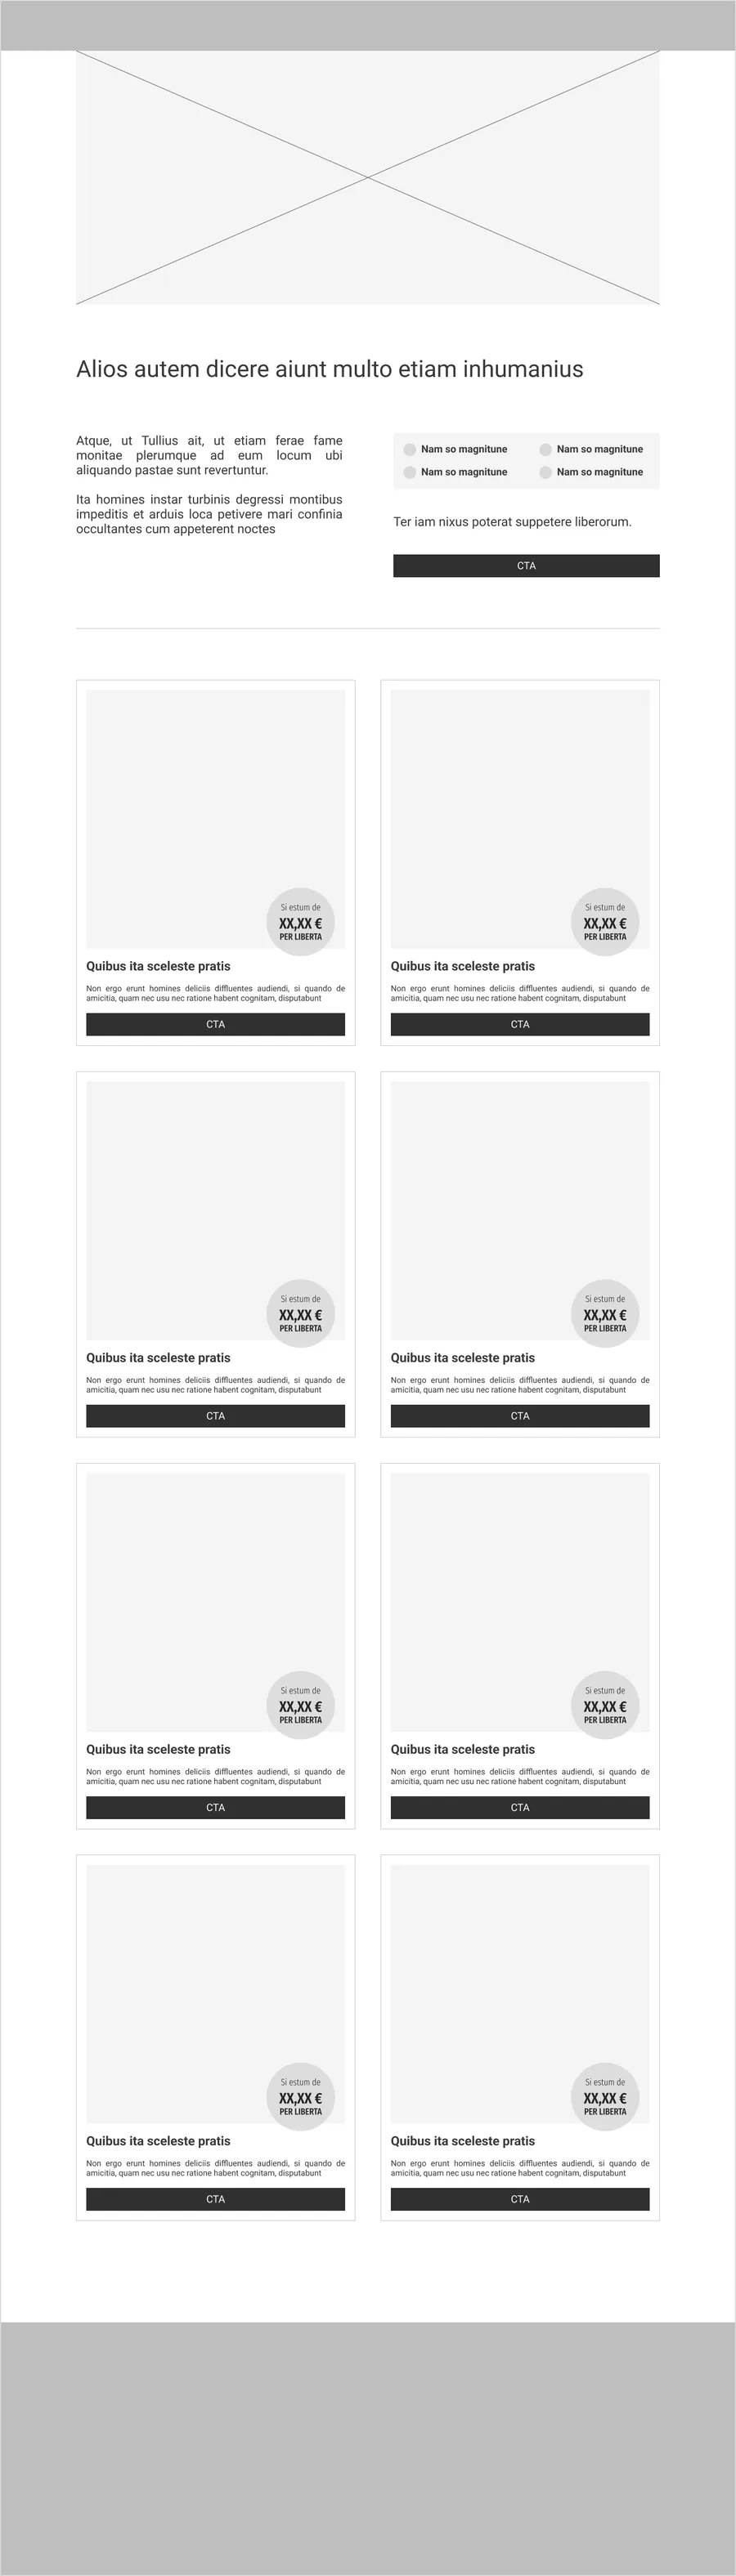 Alios autem dicere aiunt multo etiam inhumanius
Atque, ut Tullius ait, ut etiam ferae fame
monitae plerumque ad eum locum ubi
aliquando pastae sunt revertuntur.
Ita homines instar turbinis degressi montibus
impeditis et arduis loca petivere mari confinia
occultantes cum appeterent noctes
Nam so magnitune
Nam so magnitune
Nam so magnitune
Nam so magnitune
Ter iam nixus poterat suppetere liberorum.
CTA
Si estum de
XX,XX €
PER LIBERTA
Quibus ita sceleste pratis
Non ergo erunt homines deliciis diffluentes audiendi, si quando de
amicitia, quam nec usu nec ratione habent cognitam, disputabunt
CTA
Si estum de
XX,XX €
PER LIBERTA
Quibus ita sceleste pratis
Non ergo erunt homines deliciis diffluentes audiendi, si quando de
amicitia, quam nec usu nec ratione habent cognitam, disputabunt
CTA
Si estum de
XX,XX €
PER LIBERTA
Quibus ita sceleste pratis
Non ergo erunt homines deliciis diffluentes audiendi, si quando de
amicitia, quam nec usu nec ratione habent cognitam, disputabunt
CTA
Si estum de
XX,XX €
PER LIBERTA
Quibus ita sceleste pratis
Non ergo erunt homines deliciis diffluentes audiendi, si quando de
amicitia, quam nec usu nec ratione habent cognitam, disputabunt
CTA
Si estum de
XX,XX €
PER LIBERTA
Quibus ita sceleste pratis
Non ergo erunt homines deliciis diffluentes audiendi, si quando de
amicitia, quam nec usu nec ratione habent cognitam, disputabunt
CTA
Si estum de
XX,XX €
PER LIBERTA
Quibus ita sceleste pratis
Non ergo erunt homines deliciis diffluentes audiendi, si quando de
amicitia, quam nec usu nec ratione habent cognitam, disputabunt
CTA
Si estum de
XX,XX €
PER LIBERTA
Quibus ita sceleste pratis
Non ergo erunt homines deliciis diffluentes audiendi, si quando de
amicitia, quam nec usu nec ratione habent cognitam, disputabunt
CTA
Si estum de
XX,XX €
PER LIBERTA
Quibus ita sceleste pratis
Non ergo erunt homines deliciis diffluentes audiendi, si quando de
amicitia, quam nec usu nec ratione habent cognitam, disputabunt
CTA